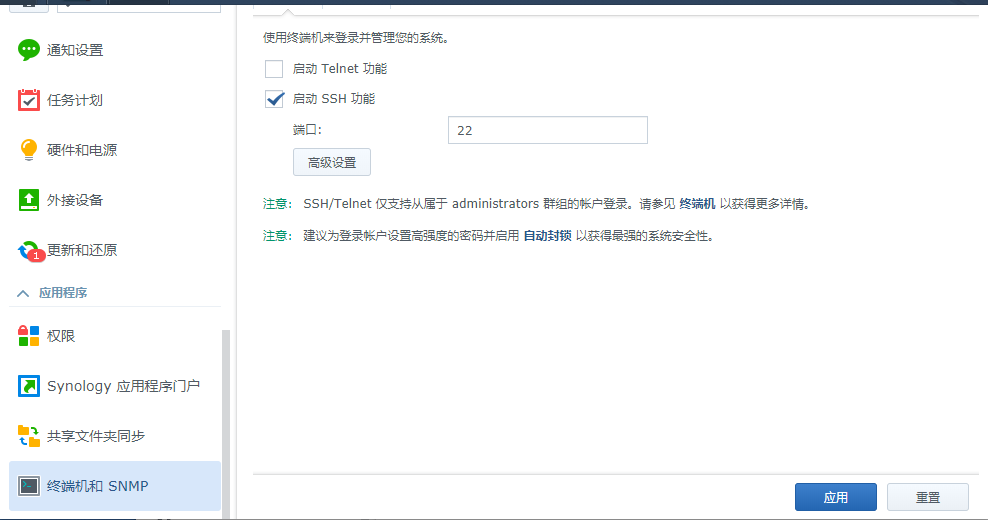 通知设置
任务计划
硬件和电源
外接设备
更新和还原
1
应用程序
权限
Synology 应用程序门户
共享文件夹同步
终端机和 SNMP
使用终端机来登录并管理您的系统。
启动 Telnet 功能
启动 SSH 功能
端口:
22
高级设置
注意: SSH/Telnet 仅支持从属于 administrators 群组的帐户登录。请参见 终端机 以获得更多详情。
注意: 建议为登录帐户设置高强度的密码并启用 自动封锁 以获得最强的系统安全性。
应用
重置